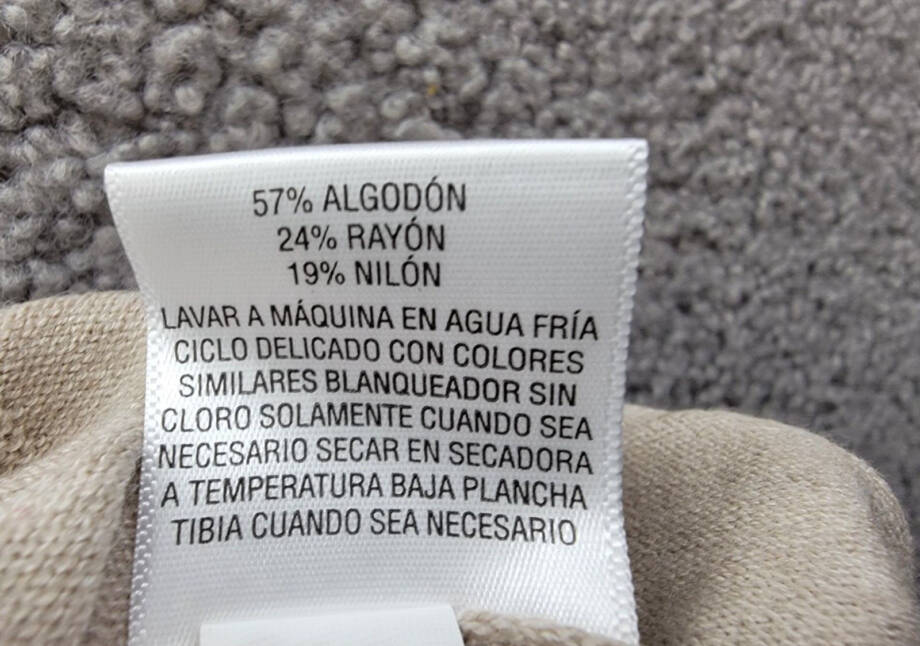 57% ALGODÓN
24% RAYÓN
19% NILÓN
LAVAR A MÁQUINA EN AGUA FRÍA
CICLO DELICADO CON COLORES
SIMILARES BLANQUEADOR SIN
CLORO SOLAMENTE CUANDO SEA
NECESARIO SECAR EN SECADORA
A TEMPERATURA BAJA PLANCHA
TIBIA CUANDO SEA NECESARIO